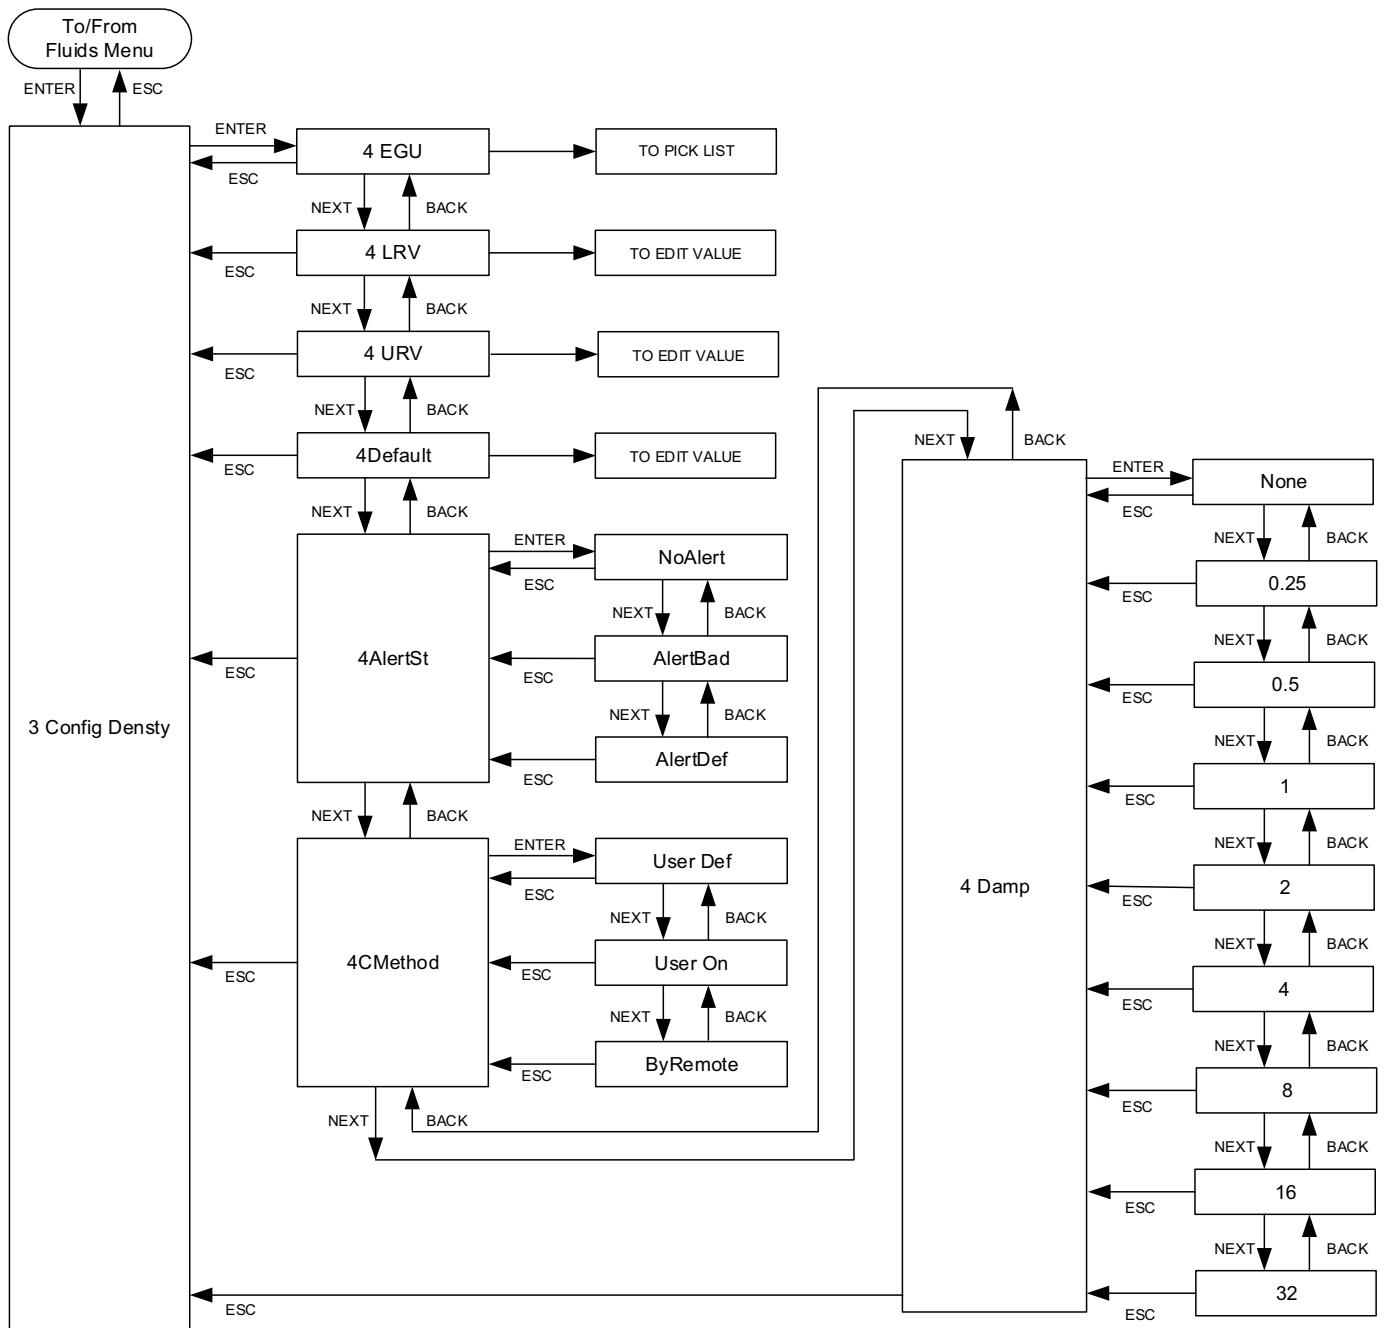 To/From
Fluids Menu
ENTER
ESC
3 Config Densty
ENTER
ESC
4 EGU
TO PICK LIST
NEXT
BACK
ESC
4 LRV
TO EDIT VALUE
NEXT
BACK
ESC
4 URV
TO EDIT VALUE
NEXT
BACK
ESC
4Default
TO EDIT VALUE
NEXT
BACK
ESC
4AlertSt
ENTER
ESC
NoAlert
NEXT
BACK
ESC
AlertBad
NEXT
BACK
ESC
AlertDef
NEXT
BACK
ESC
4CMethod
ENTER
ESC
User Def
NEXT
BACK
ESC
User On
NEXT
BACK
ESC
ByRemote
NEXT
BACK
NEXT
BACK
4 Damp
ESC
ENTER
ESC
None
NEXT
BACK
ESC
0.25
NEXT
BACK
ESC
0.5
NEXT
BACK
ESC
1
NEXT
BACK
ESC
2
NEXT
BACK
ESC
4
NEXT
BACK
ESC
8
NEXT
BACK
ESC
16
NEXT
BACK
ESC
32